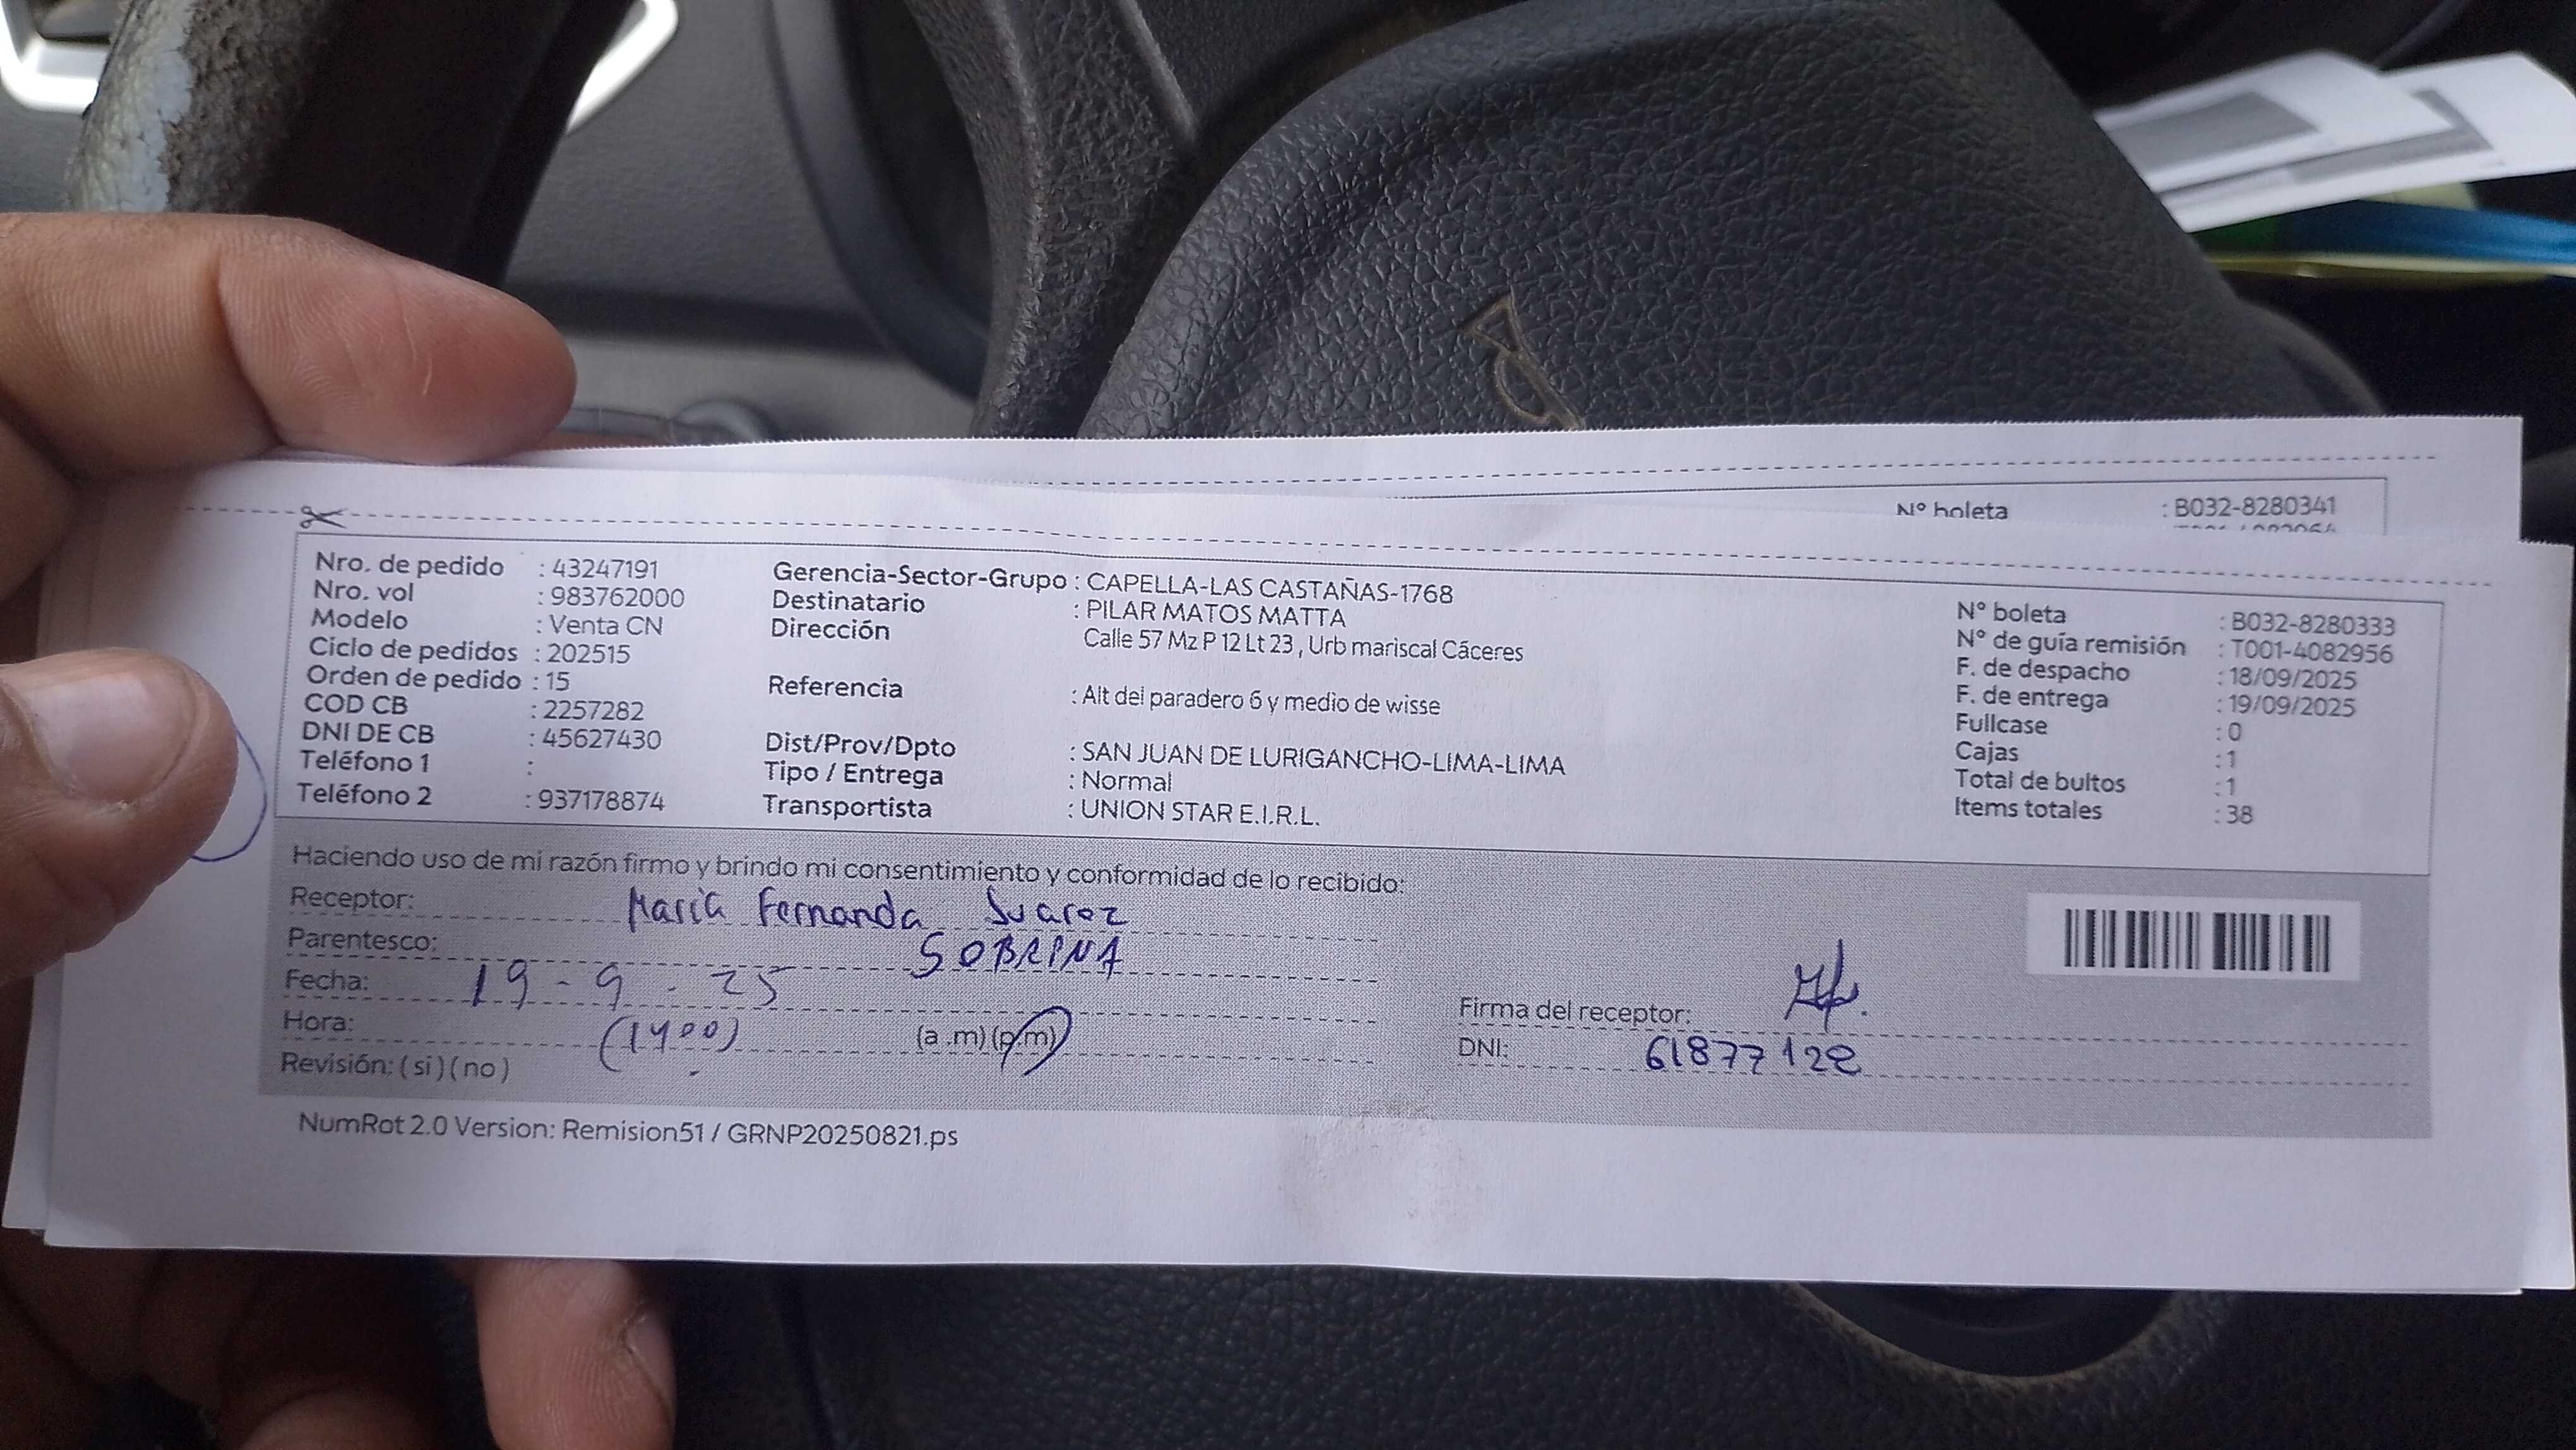 Nº boleta : B032-8280341
Nro. de pedido : 43247191
Nro. vol : 983762000
Modelo : Venta CN
Ciclo de pedidos : 202515
Orden de pedido : 15
COD CB : 2257282
DNI DE CB : 45627430
Teléfono 1 :
Teléfono 2 : 937178874
Gerencia-Sector-Grupo : CAPELLA-LAS CASTAÑAS-1768
Destinatario : PILAR MATOS MATTA
Dirección Calle 57 Mz P 12 Lt 23 , Urb mariscal Cãceres
Referencia : Alt del paradero 6 y medio de wisse
Dist/Prov/Dpto : SAN JUAN DE LURIGANCHO-LIMA-LIMA
Tipo / Entrega : Normal
Transportista : UNION STAR E.I.R.L.
Nº boleta : B032-8280333
Nº de guía remisión : T001-4082956
F. de despacho : 18/09/2025
F. de entrega : 19/09/2025
Fullcase : 0
Cajas : 1
Total de bultos : 1
Items totales : 38
Haciendo uso de mi razón firmo y brindo mi consentimiento y conformidad de lo recibido:
Receptor: Maria Fernanda Suarez
Parentesco: SOBRINA
Fecha: 19 - 9 - 25
Hora: (1400) (a .m) (p.m)
Revisión: ( si ) ( no )
Firma del receptor:
DNI: 61877128
NumRot 2.0 Version: Remision51 / GRNP20250821.ps